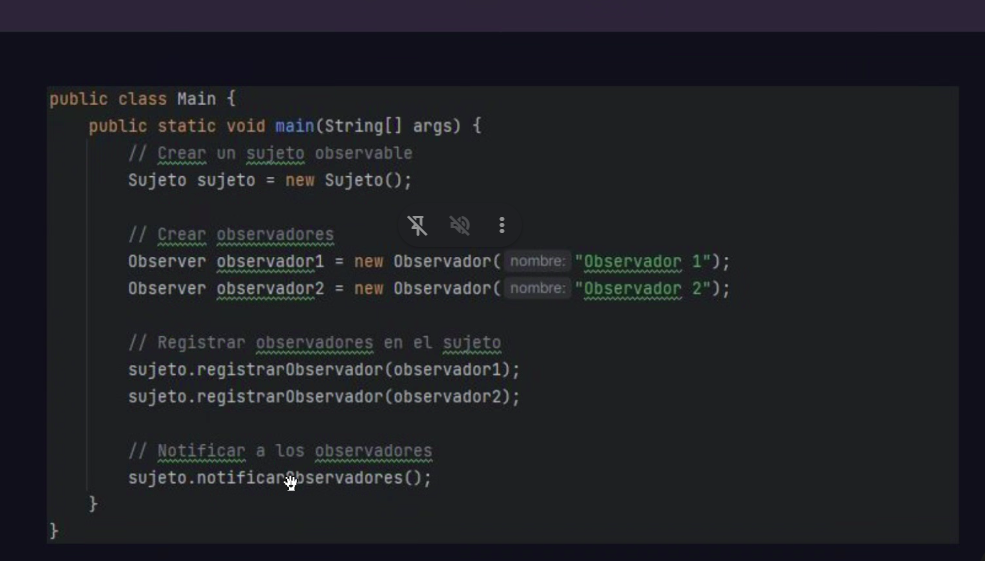 public class Main {
public static void main(String[] args) {
// Crear un sujeto observable
Sujeto sujeto = new Sujeto();
// Crear observadores
Observer observador1 = new Observador( nombre: "Observador 1");
Observer observador2 = new Observador( nombre: "Observador 2");
// Registrar observadores en el sujeto
sujeto.registrarObservador(observador1);
sujeto.registrarObservador(observador2);
// Notificar a los observadores
sujeto.notificarObservadores();
}
}